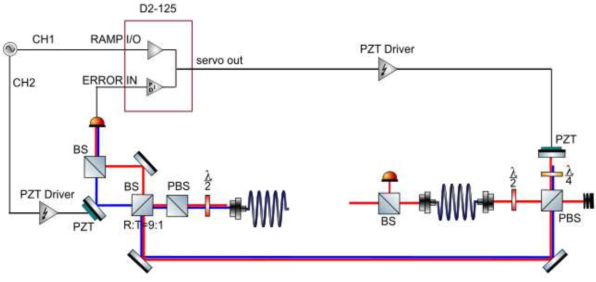 D2-125
CH1
RAMP I/O
servo out
PZT Driver
CH2
ERROR IN
P
I
D
PZT
BS
BS
PBS
λ
2
λ
2
λ
4
PZT Driver
PZT
R:T=9:1
BS
PBS